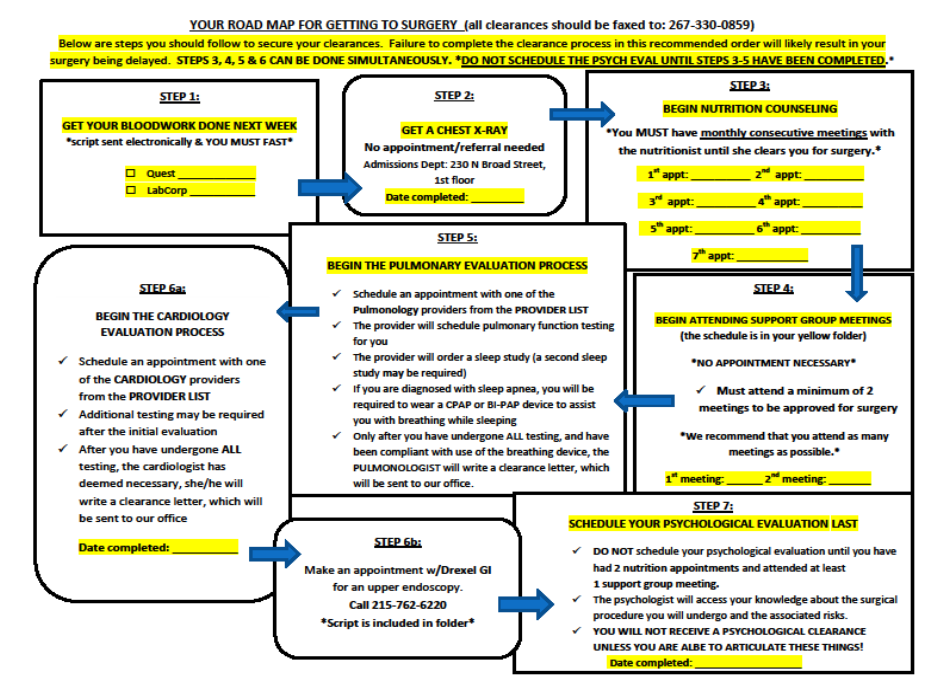 YOUR ROAD MAP FOR GETTING TO SURGERY (all clearances should be faxed to: 267-330-0859)
Below are steps you should follow to secure your clearances. Failure to complete the clearance process in this recommended order will likely result in your
surgery being delayed. STEPS 3, 4, 5 & 6 CAN BE DONE SIMULTANEOUSLY. *DO NOT SCHEDULE THE PSYCH EVAL UNTIL STEPS 3-5 HAVE BEEN COMPLETED.*
STEP 1:
GET YOUR BLOODWORK DONE NEXT WEEK
*script sent electronically & YOU MUST FAST*
☐ Quest ____________
☐ LabCorp ____________
STEP 2:
GET A CHEST X-RAY
No appointment/referral needed
Admissions Dept: 230 N Broad Street,
1st floor
Date completed: _________
STEP 3:
BEGIN NUTRITION COUNSELING
*You MUST have monthly consecutive meetings with
the nutritionist until she clears you for surgery.*
1st appt: __________ 2nd appt: __________
3rd appt: __________ 4th appt: __________
5th appt: __________ 6th appt: __________
7th appt: ____________
STEP 4:
BEGIN ATTENDING SUPPORT GROUP MEETINGS
(the schedule is in your yellow folder)
*NO APPOINTMENT NECESSARY*
✓ Must attend a minimum of 2
meetings to be approved for surgery
*We recommend that you attend as many
meetings as possible.*
1st meeting: ______ 2nd meeting: _______
STEP 5:
BEGIN THE PULMONARY EVALUATION PROCESS
✓ Schedule an appointment with one of the
Pulmonology providers from the PROVIDER LIST
✓ The provider will schedule pulmonary function testing
for you
✓ The provider will order a sleep study (a second sleep
study may be required)
✓ If you are diagnosed with sleep apnea, you will be
required to wear a CPAP or BI-PAP device to assist
you with breathing while sleeping
✓ Only after you have undergone ALL testing, and have
been compliant with use of the breathing device, the
PULMONOLOGIST will write a clearance letter, which
will be sent to our office.
STEP 6a:
BEGIN THE CARDIOLOGY
EVALUATION PROCESS
✓ Schedule an appointment with one
of the CARDIOLOGY providers
from the PROVIDER LIST
✓ Additional testing may be required
after the initial evaluation
✓ After you have undergone ALL
testing, the cardiologist has
deemed necessary, she/he will
write a clearance letter, which will
be sent to our office
Date completed: __________
STEP 6b:
Make an appointment w/Drexel GI
for an upper endoscopy.
Call 215-762-6220
*Script is included in folder*
STEP 7:
SCHEDULE YOUR PSYCHOLOGICAL EVALUATION LAST
✓ DO NOT schedule your psychological evaluation until you have
had 2 nutrition appointments and attended at least
1 support group meeting.
✓ The psychologist will access your knowledge about the surgical
procedure you will undergo and the associated risks.
✓ YOU WILL NOT RECEIVE A PSYCHOLOGICAL CLEARANCE
UNLESS YOU ARE ALBE TO ARTICULATE THESE THINGS!
Date completed: __________________